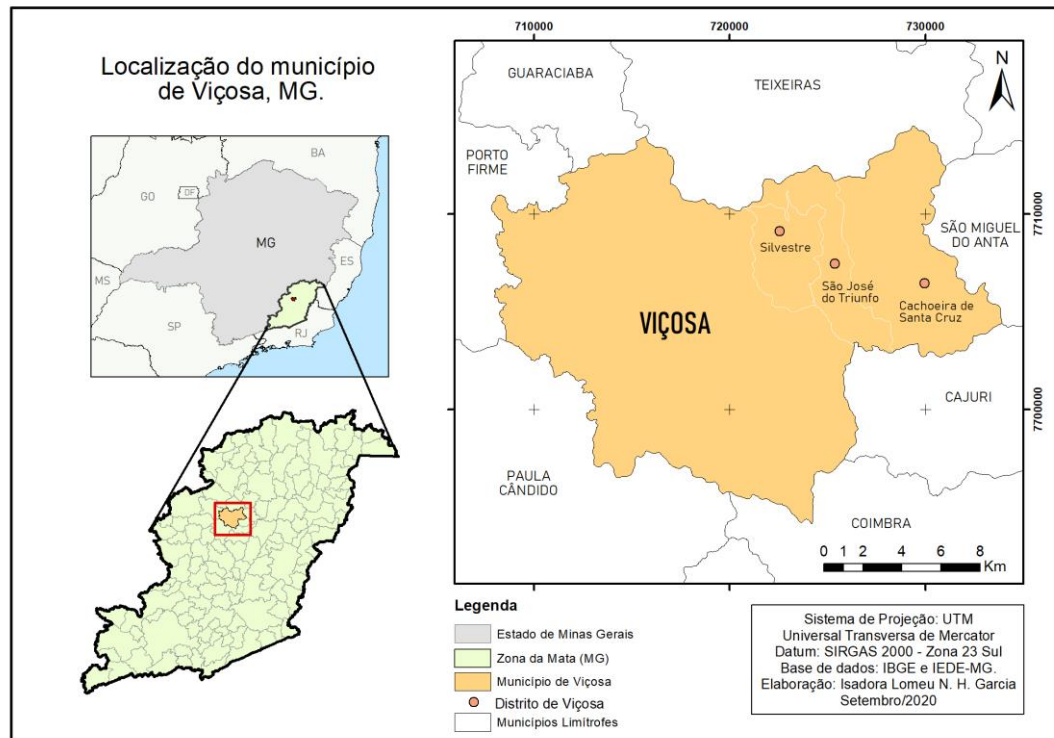 Localização do município
de Viçosa, MG.
BA
GO
DF
MG
ES
MS
SP
RJ
710000
720000
730000
N
GUARACIABA
TEIXEIRAS
PORTO
FIRME
7710000
SÃO MIGUEL
DO ANTA
Silvestre
São José
do Triunfo
Cachoeira de
Santa Cruz
VIÇOSA
CAJURI
7700000
PAULA
CÂNDIDO
COIMBRA
0 1 2 4 6 8
Km
Legenda
Estado de Minas Gerais
Zona da Mata (MG)
Município de Viçosa
Distrito de Viçosa
Municípios Limítrofes
Sistema de Projeção: UTM
Universal Transversa de Mercator
Datum: SIRGAS 2000 - Zona 23 Sul
Base de dados: IBGE e IEDE-MG.
Elaboração: Isadora Lomeu N. H. Garcia
Setembro/2020